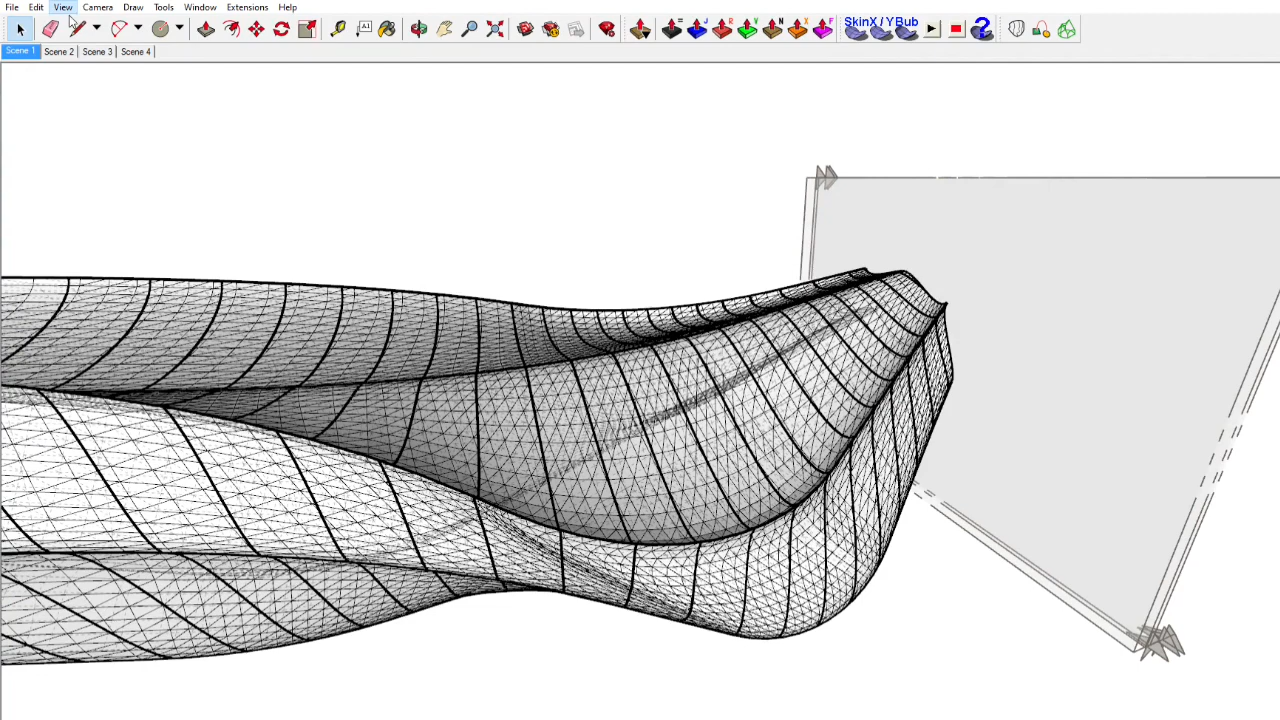 File Edit View Camera Draw Tools Window Extensions Help
A1 = J R V N X F SkinX / YBub ?
Scene 1 Scene 2 Scene 3 Scene 4